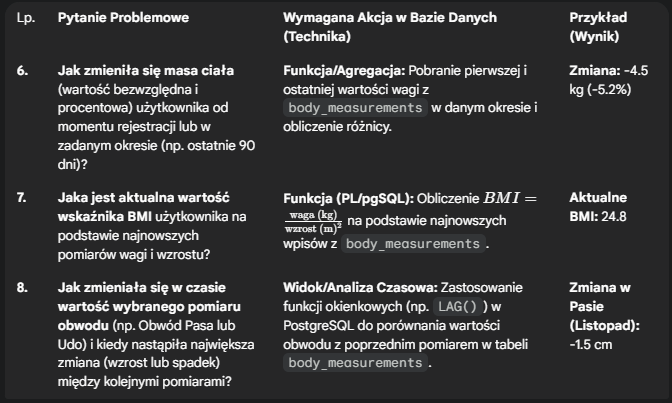 Lp. Pytanie Problemowe Wymagana Akcja w Bazie Danych Przykład
(Technika) (Wynik)
6. Jak zmieniła się masa ciała Funkcja/Agregacja: Pobranie pierwszej i Zmiana: -4.5
(wartość bezwzględna i ostatniej wartości wagi z kg (-5.2%)
procentowa) użytkownika od body_measurements w danym okresie i
momentu rejestracji lub w obliczenie różnicy.
zadanym okresie (np. ostatnie 90
dni)?
7. Jaka jest aktualna wartość Funkcja (PL/pgSQL): Obliczenie BMI = Aktualne
wskaźnika BMI użytkownika na waga (kg) / wzrost (m)² na podstawie najnowszych BMI: 24.8
podstawie najnowszych wpisów z body_measurements .
pomiarów wagi i wzrostu?
8. Jak zmieniała się w czasie Widok/Analiza Czasowa: Zastosowanie Zmiana w
wartość wybranego pomiaru funkcji okienkowych (np. LAG() ) w Pasie
obwodu (np. Obwód Pasa lub PostgreSQL do porównania wartości (Listopad):
Udo) i kiedy nastąpiła największa obwodu z poprzednim pomiarem w tabeli -1.5 cm
zmiana (wzrost lub spadek) body_measurements .
między kolejnymi pomiarami?